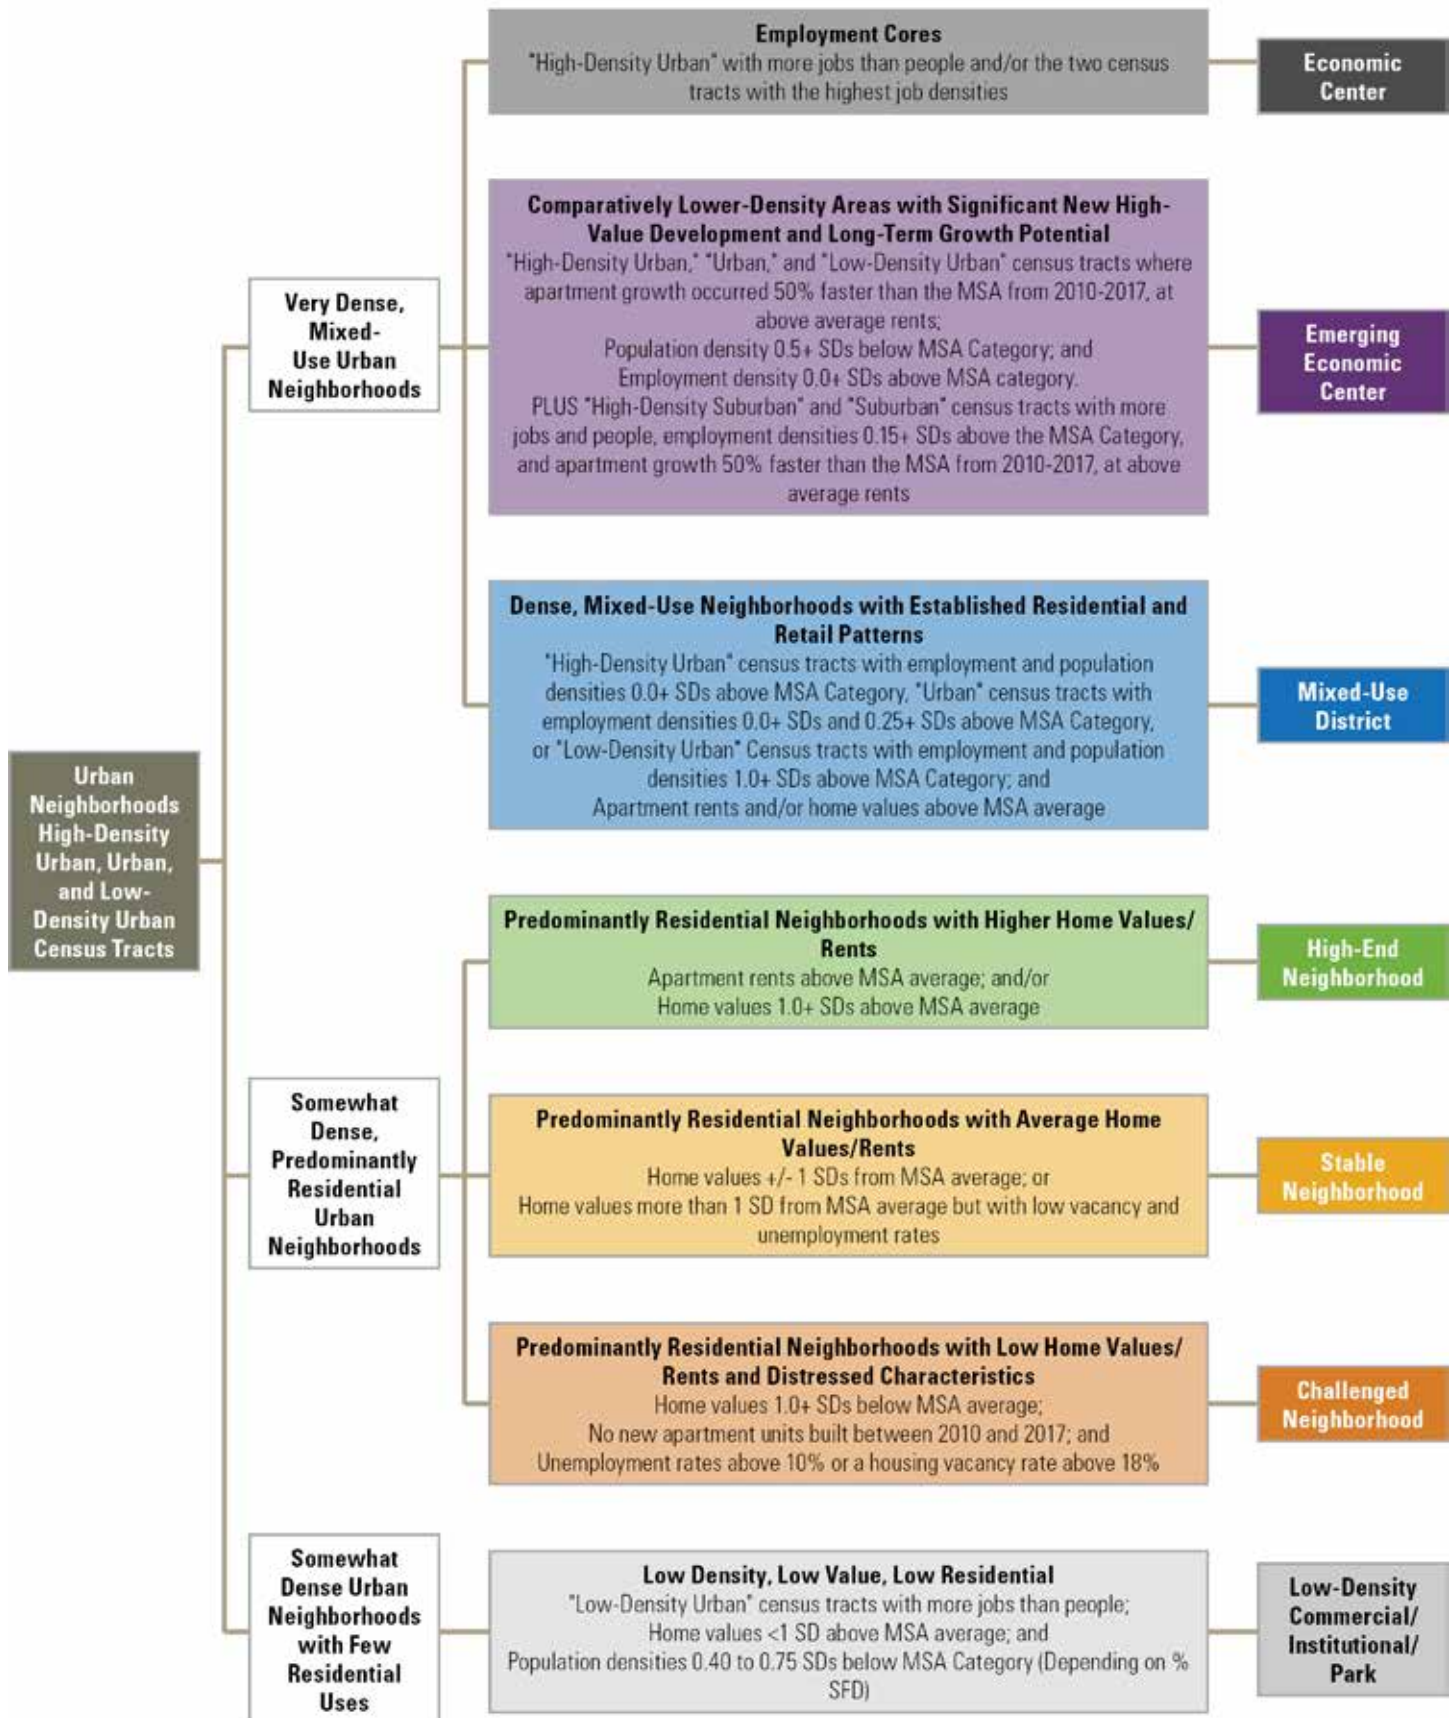 Urban
Neighborhoods
High-Density
Urban, Urban,
and Low-
Density Urban
Census Tracts
Very Dense,
Mixed-
Use Urban
Neighborhoods
Employment Cores
"High-Density Urban" with more jobs than people and/or the two census
tracts with the highest job densities
Economic
Center
Comparatively Lower-Density Areas with Significant New High-
Value Development and Long-Term Growth Potential
"High-Density Urban," "Urban," and "Low-Density Urban" census tracts where
apartment growth occurred 50% faster than the MSA from 2010-2017, at
above average rents;
Population density 0.5+ SDs below MSA Category; and
Employment density 0.0+ SDs above MSA category.
PLUS "High-Density Suburban" and "Suburban" census tracts with more
jobs and people, employment densities 0.15+ SDs above the MSA Category,
and apartment growth 50% faster than the MSA from 2010-2017, at above
average rents
Emerging
Economic
Center
Dense, Mixed-Use Neighborhoods with Established Residential and
Retail Patterns
"High-Density Urban" census tracts with employment and population
densities 0.0+ SDs above MSA Category, "Urban" census tracts with
employment densities 0.0+ SDs and 0.25+ SDs above MSA Category,
or "Low-Density Urban" Census tracts with employment and population
densities 1.0+ SDs above MSA Category; and
Apartment rents and/or home values above MSA average
Mixed-Use
District
Somewhat
Dense,
Predominantly
Residential
Urban
Neighborhoods
Predominantly Residential Neighborhoods with Higher Home Values/
Rents
Apartment rents above MSA average; and/or
Home values 1.0+ SDs above MSA average
High-End
Neighborhood
Predominantly Residential Neighborhoods with Average Home
Values/Rents
Home values +/- 1 SDs from MSA average; or
Home values more than 1 SD from MSA average but with low vacancy and
unemployment rates
Stable
Neighborhood
Predominantly Residential Neighborhoods with Low Home Values/
Rents and Distressed Characteristics
Home values 1.0+ SDs below MSA average;
No new apartment units built between 2010 and 2017; and
Unemployment rates above 10% or a housing vacancy rate above 18%
Challenged
Neighborhood
Somewhat
Dense Urban
Neighborhoods
with Few
Residential
Uses
Low Density, Low Value, Low Residential
"Low-Density Urban" census tracts with more jobs than people;
Home values <1 SD above MSA average; and
Population densities 0.40 to 0.75 SDs below MSA Category (Depending on %
SFD)
Low-Density
Commercial/
Institutional/
Park